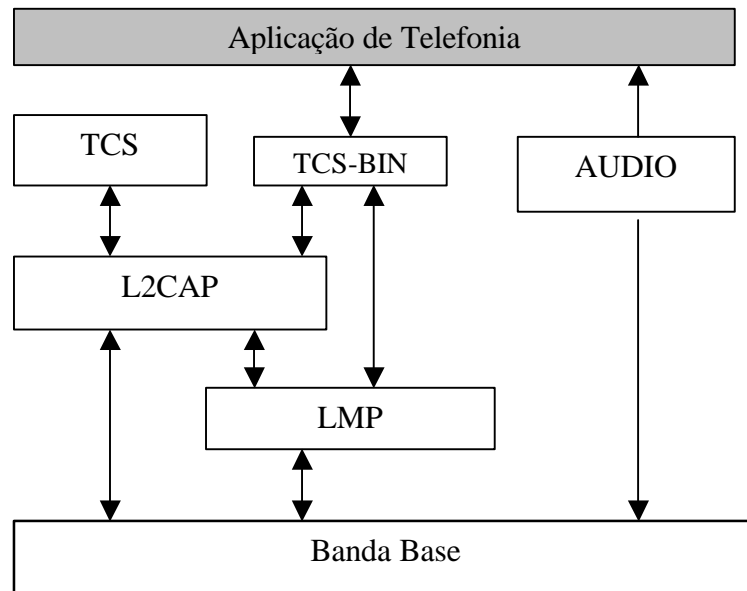 Aplicação de Telefonia
TCS
TCS-BIN
AUDIO
L2CAP
LMP
Banda Base